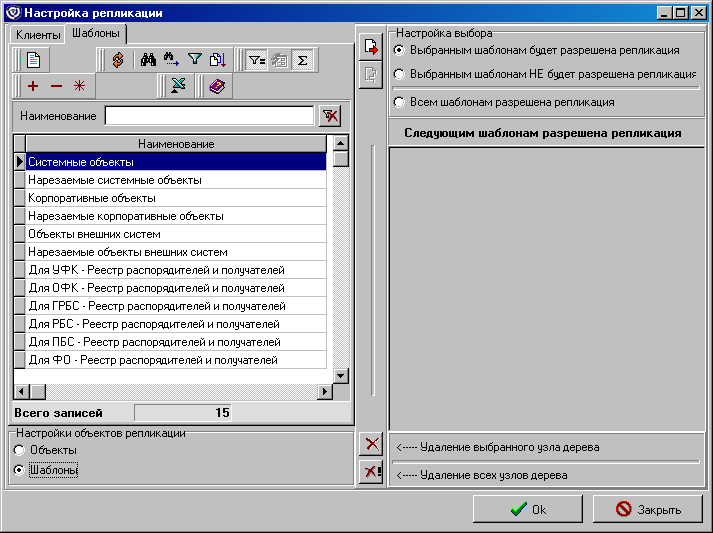 Настройка репликации
Клиенты Шаблоны
Наименование
Наименование
Системные объекты
Нарезаемые системные объекты
Корпоративные объекты
Нарезаемые корпоративные объекты
Объекты внешних систем
Нарезаемые объекты внешних систем
Для УФК - Реестр распорядителей и получателей
Для ОФК - Реестр распорядителей и получателей
Для ГРБС - Реестр распорядителей и получателей
Для РБС - Реестр распорядителей и получателей
Для ПБС - Реестр распорядителей и получателей
Для ФО - Реестр распорядителей и получателей
Всего записей 15
Настройки объектов репликации
Объекты
Шаблоны
Настройка выбора
Выбранным шаблонам будет разрешена репликация
Выбранным шаблонам НЕ будет разрешена репликация
Всем шаблонам разрешена репликация
Следующим шаблонам разрешена репликация
<----- Удаление выбранного узла дерева
<----- Удаление всех узлов дерева
Ok Закрыть